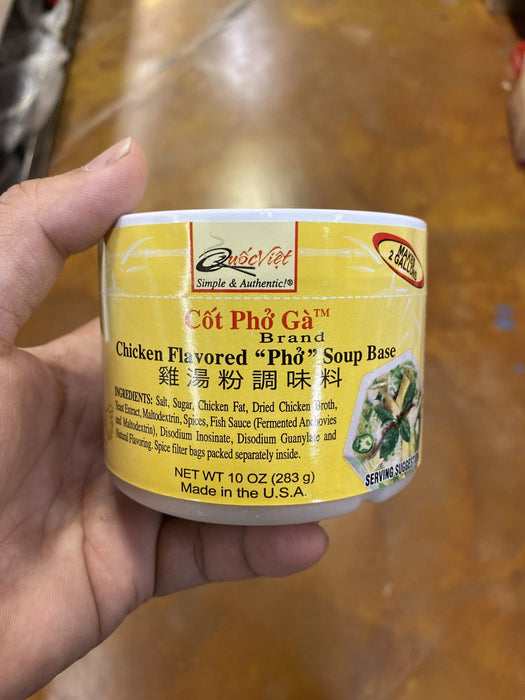 QuốcViệt
Simple & Authentic!®
MAKES
2 GALLONS
Cốt Phở Gà™
Brand
Chicken Flavored “Phở” Soup Base
雞湯粉調味料
INGREDIENTS: Salt, Sugar, Chicken Fat, Dried Chicken Broth,
Yeast Extract, Maltodextrin, Spices, Fish Sauce (Fermented Anchovies
and Maltodextrin), Disodium Inosinate, Disodium Guanylate and
Natural Flavoring. Spice filter bags packed separately inside.
NET WT 10 OZ (283 g)
Made in the U.S.A.
SERVING SUGGESTION